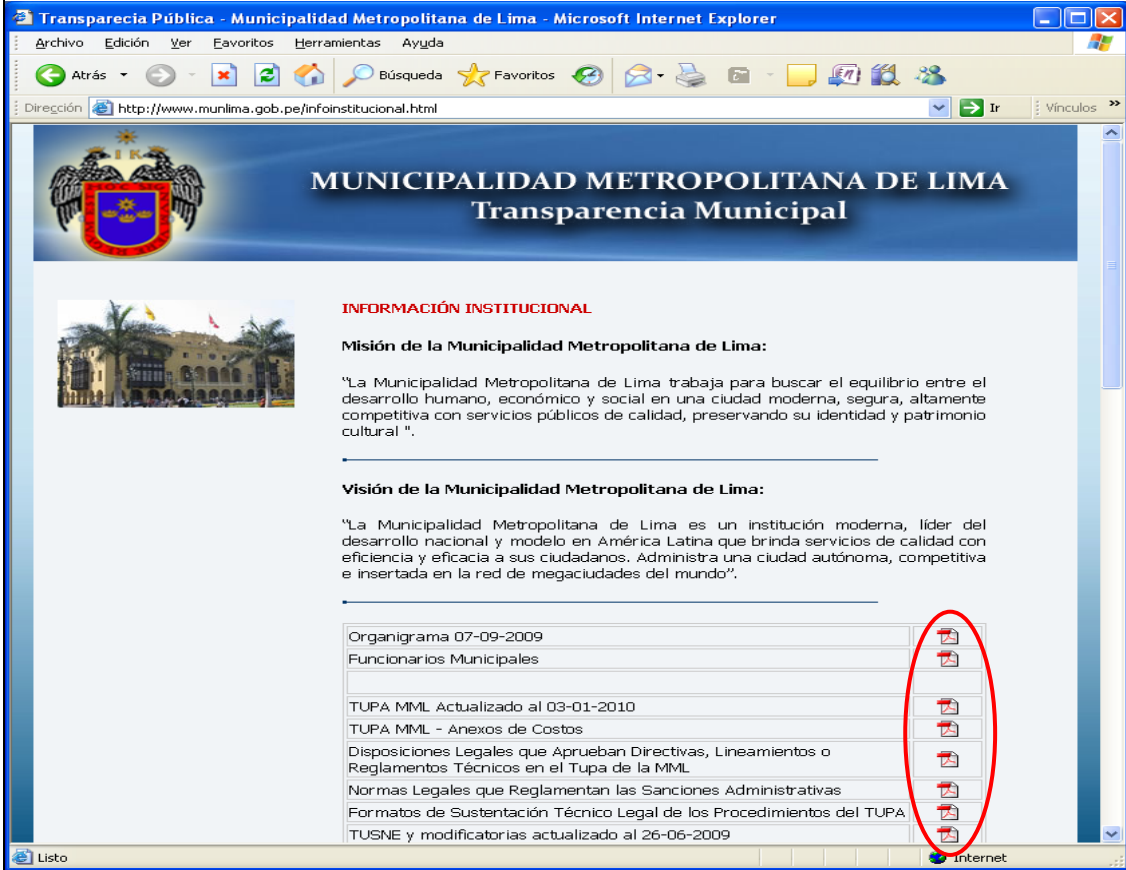 Transparecia Pública - Municipalidad Metropolitana de Lima - Microsoft Internet Explorer
Archivo Edición Ver Favoritos Herramientas Ayuda
Atrás Búsqueda Favoritos
Dirección http://www.munlima.gob.pe/infoinstitucional.html Ir Vínculos »
MUNICIPALIDAD METROPOLITANA DE LIMA
Transparencia Municipal
INFORMACIÓN INSTITUCIONAL
Misión de la Municipalidad Metropolitana de Lima:
"La Municipalidad Metropolitana de Lima trabaja para buscar el equilibrio entre el
desarrollo humano, económico y social en una ciudad moderna, segura, altamente
competitiva con servicios públicos de calidad, preservando su identidad y patrimonio
cultural ".
Visión de la Municipalidad Metropolitana de Lima:
"La Municipalidad Metropolitana de Lima es un institución moderna, líder del
desarrollo nacional y modelo en América Latina que brinda servicios de calidad con
eficiencia y eficacia a sus ciudadanos. Administra una ciudad autónoma, competitiva
e insertada en la red de megaciudades del mundo”.
Organigrama 07-09-2009
Funcionarios Municipales
TUPA MML Actualizado al 03-01-2010
TUPA MML - Anexos de Costos
Disposiciones Legales que Aprueban Directivas, Lineamientos o
Reglamentos Técnicos en el Tupa de la MML
Normas Legales que Reglamentan las Sanciones Administrativas
Formatos de Sustentación Técnico Legal de los Procedimientos del TUPA
TUSNE y modificatorias actualizado al 26-06-2009
Listo Internet